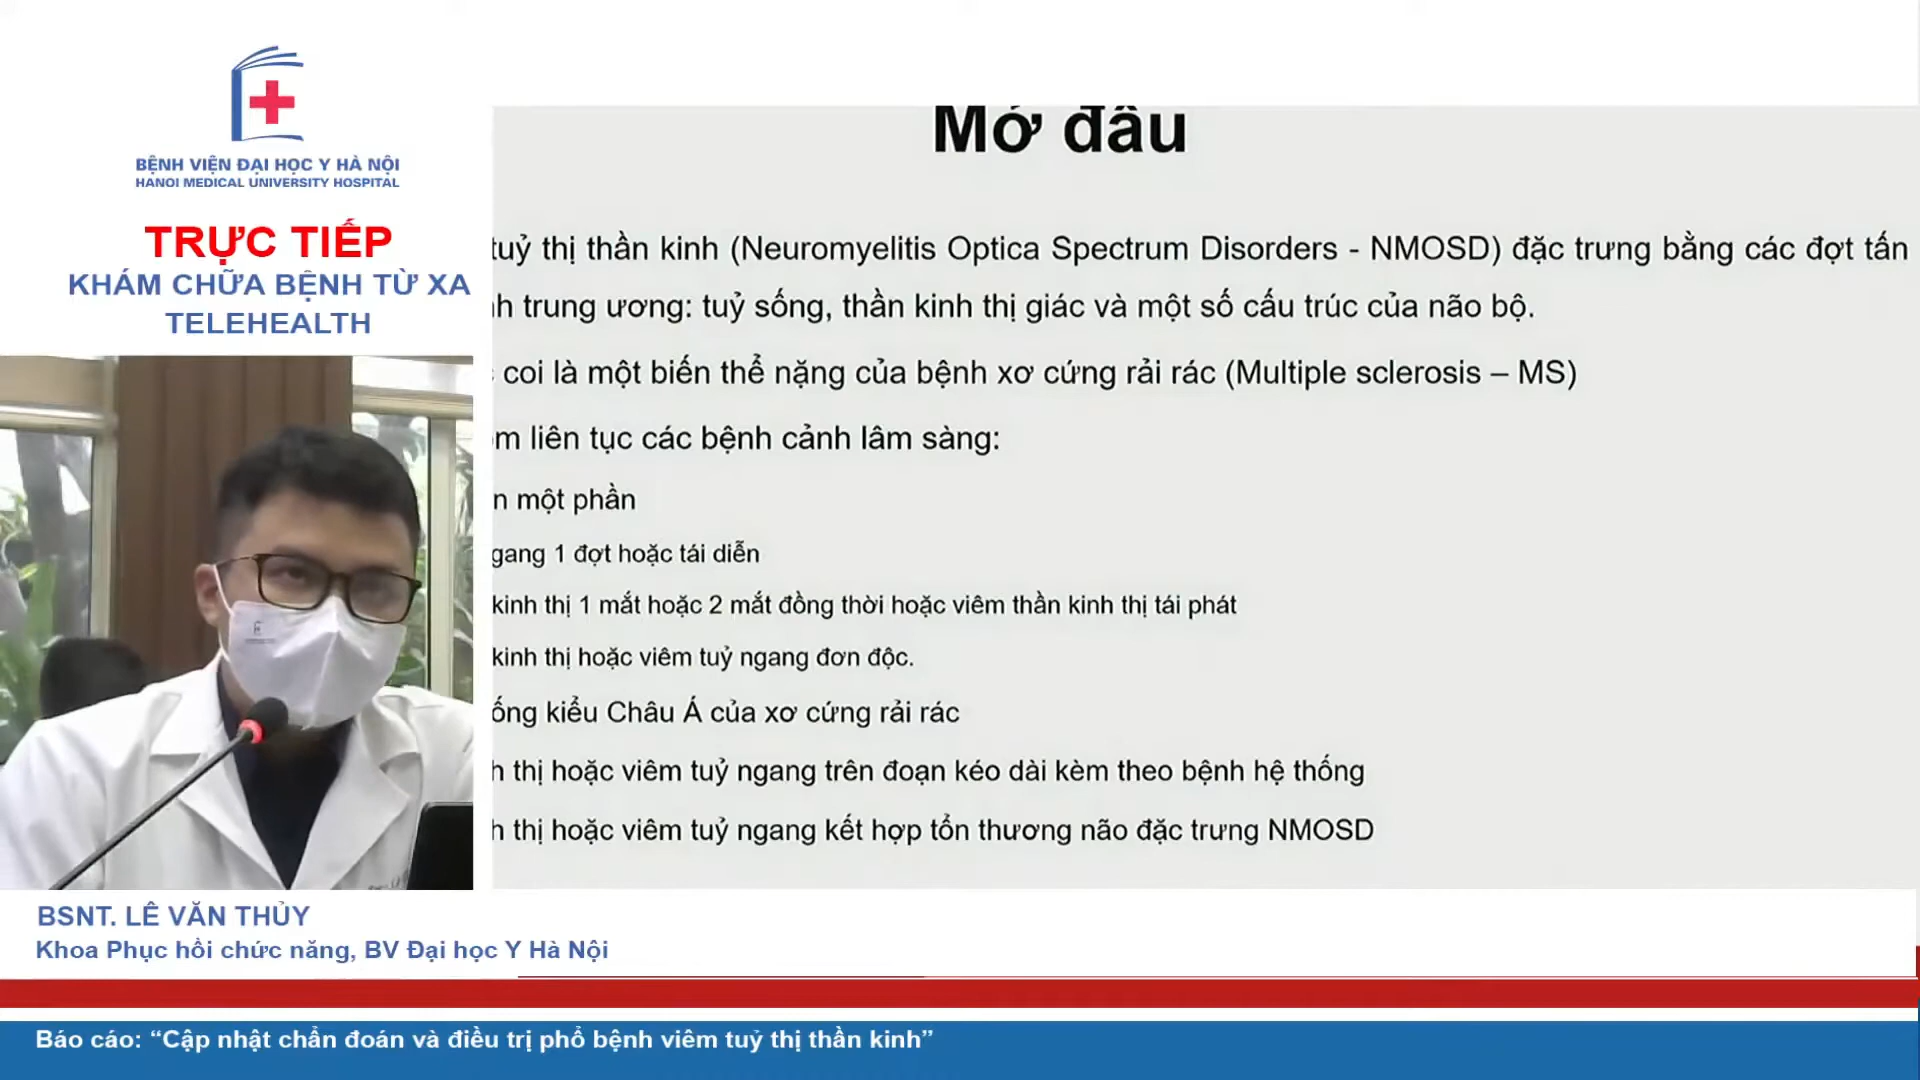 BỆNH VIỆN ĐẠI HỌC Y HÀ NỘI
HANOI MEDICAL UNIVERSITY HOSPITAL
TRỰC TIẾP
KHÁM CHỮA BỆNH TỪ XA
TELEHEALTH
Mở đầu
tuỷ thị thần kinh (Neuromyelitis Optica Spectrum Disorders - NMOSD) đặc trưng bằng các đợt tấn
trung ương: tuỷ sống, thần kinh thị giác và một số cấu trúc của não bộ.
coi là một biến thể nặng của bệnh xơ cứng rải rác (Multiple sclerosis – MS)
liên tục các bệnh cảnh lâm sàng:
một phần
gang 1 đợt hoặc tái diễn
kinh thị 1 mắt hoặc 2 mắt đồng thời hoặc viêm thần kinh thị tái phát
kinh thị hoặc viêm tuỷ ngang đơn độc.
ống kiểu Châu Á của xơ cứng rải rác
thị hoặc viêm tuỷ ngang trên đoạn kéo dài kèm theo bệnh hệ thống
thị hoặc viêm tuỷ ngang kết hợp tổn thương não đặc trưng NMOSD
BSNT. LÊ VĂN THỦY
Khoa Phục hồi chức năng, BV Đại học Y Hà Nội
Báo cáo: “Cập nhật chẩn đoán và điều trị phổ bệnh viêm tuỷ thị thần kinh”